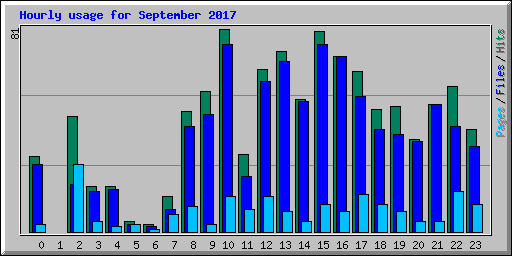 Hourly usage for September 2017
81
Pages / Files / Hits
0 1 2 3 4 5 6 7 8 9 10 11 12 13 14 15 16 17 18 19 20 21 22 23